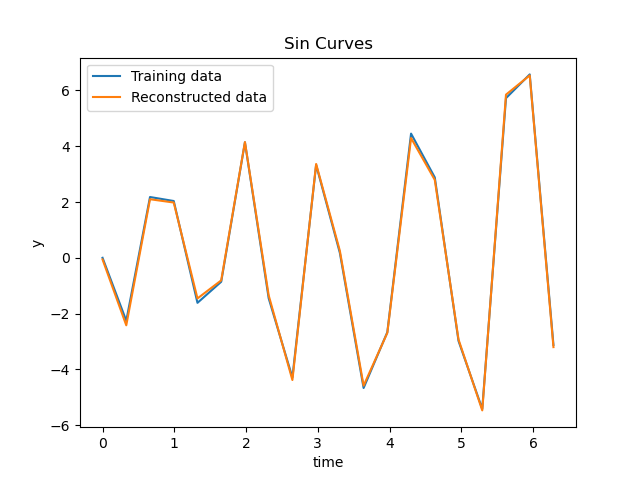 Sin Curves
Training data
Reconstructed data
6
4
2
0
−2
−4
−6
y
0 1 2 3 4 5 6
time